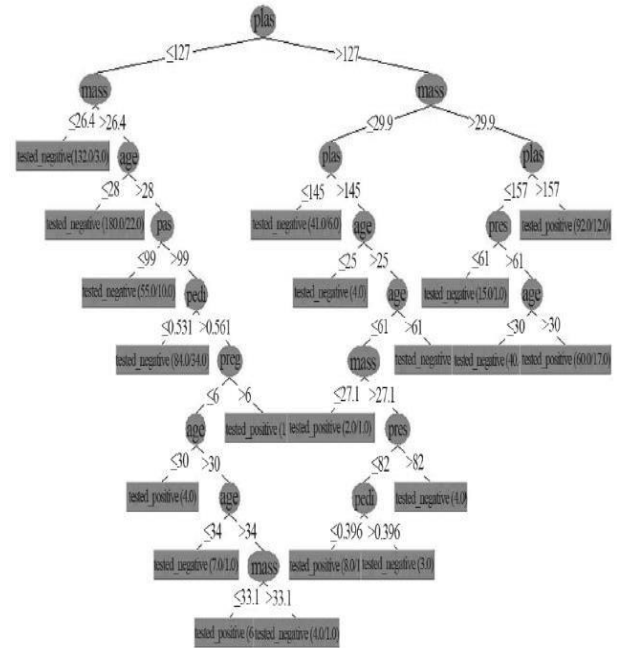 plas
≤127 >127
mass mass
≤26.4 >26.4 ≤29.9 >29.9
tested_negative(132.0/3.0) age plas plas
≤28 >28 ≤145 >145 ≤157 >157
tested_negative (180.0/22.0) pas tested_negative (41.0/6.0) age pres tested_positive (92.0/12.0)
≤99 >99 ≤25 >25 ≤61 >61
tested_negative (55.0/10.0) pedi tested_negative (4.0) age tested_negative (15.0/1.0) age
≤0.531 >0.561 ≤61 >61 ≤30 >30
tested_negative (84.0/34.0) preg mass tested_negative tested_negative (40. tested_positive (60.0/17.0)
≤6 >6 ≤27.1 >27.1
age tested_positive (1 tested_positive (2.0/1.0) pres
≤30 >30 ≤82 >82
tested_positive (4.0) age pedi tested_negative (4.0)
≤34 >34 ≤0.396 >0.396
tested_negative (7.0/1.0) mass tested_positive (8.0/1 tested_negative (3.0)
≤33.1 >33.1
tested_positive (6 tested_negative (4.0/1.0)